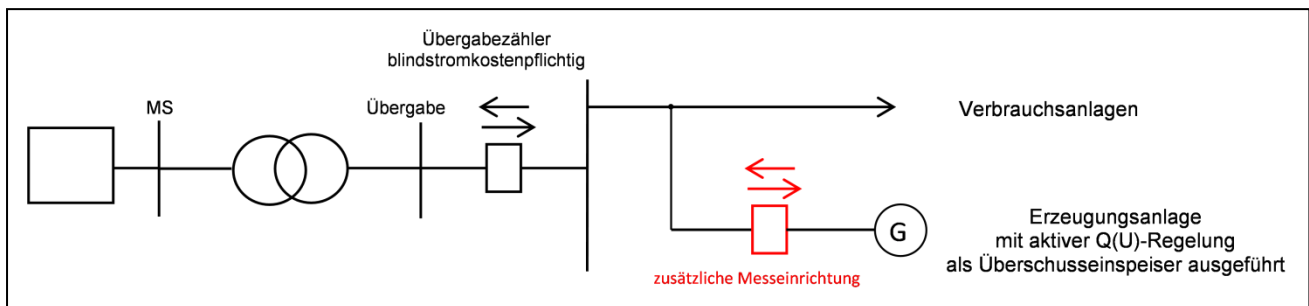 Übergabezähler
blindstromkostenpflichtig
MS
Übergabe
Verbrauchsanlagen
G
Erzeugungsanlage
mit aktiver Q(U)-Regelung
als Überschusseinspeiser ausgeführt
zusätzliche Messeinrichtung